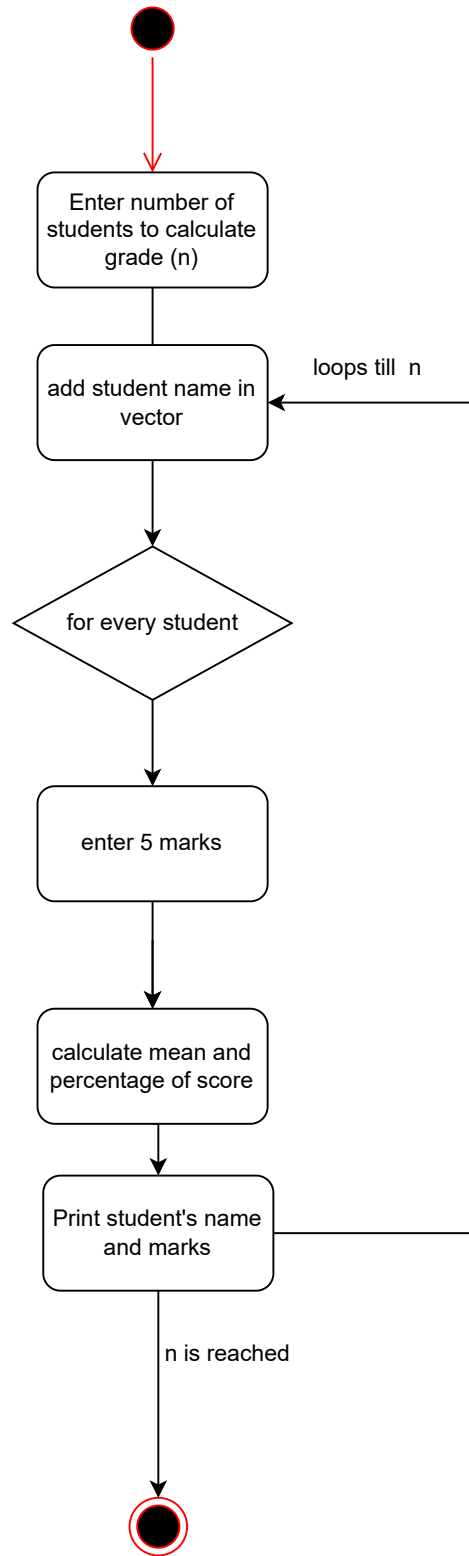 Enter number of
students to calculate
grade (n)
loops till  n
add student name in
vector
for every student
enter 5 marks
calculate mean and
percentage of score
Print student's name
and marks
n is reached